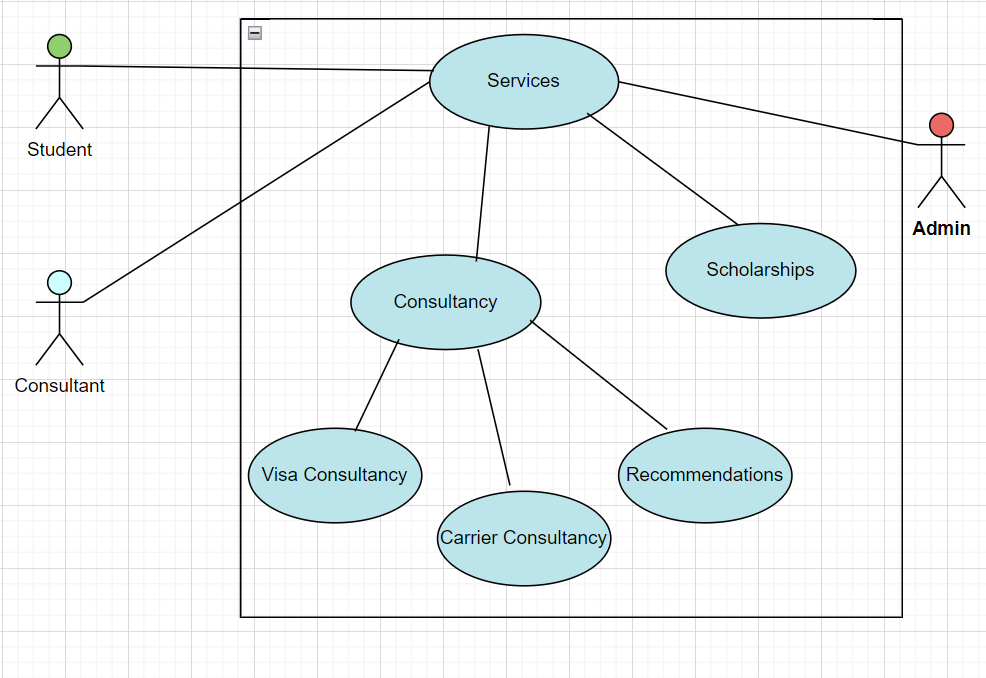 Services
Student
Admin
Scholarships
Consultancy
Consultant
Visa Consultancy
Recommendations
Carrier Consultancy